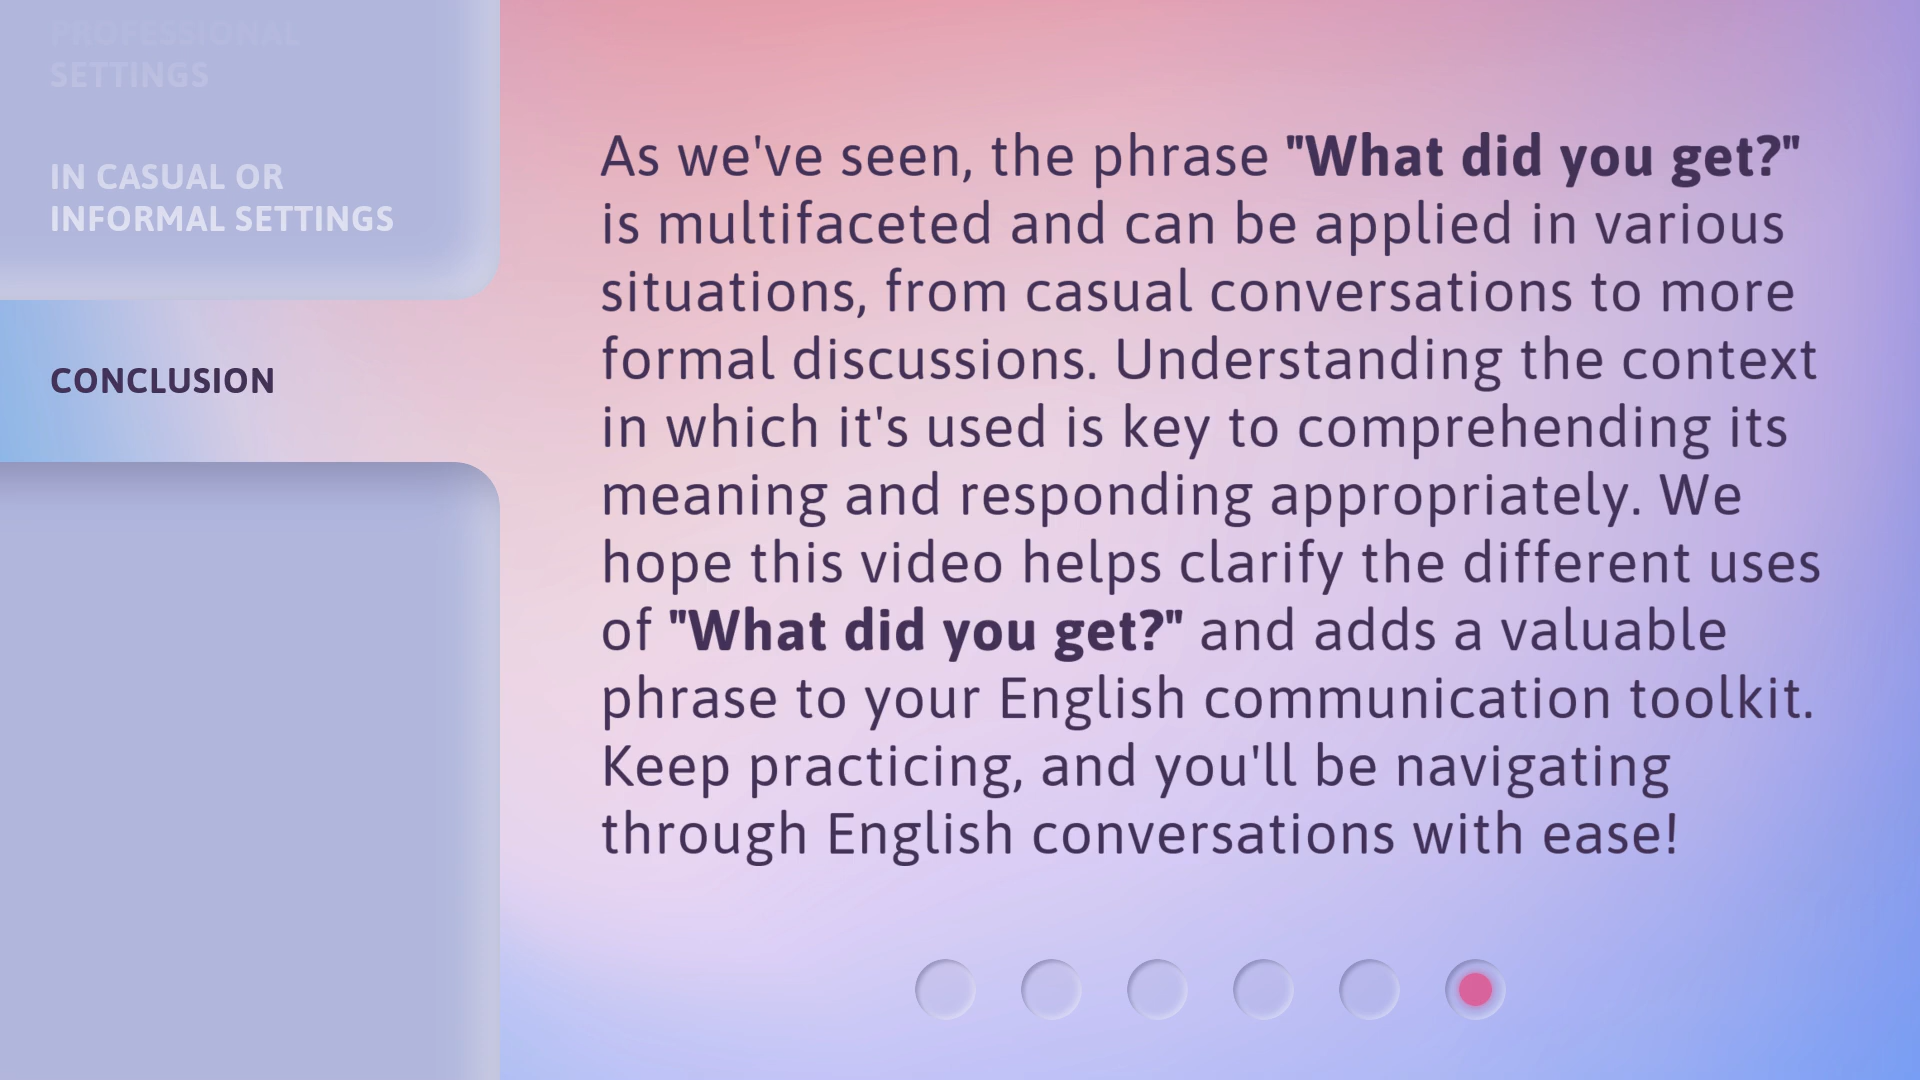 PROFESSIONAL
SETTINGS
IN CASUAL OR
INFORMAL SETTINGS
CONCLUSION
As we've seen, the phrase "What did you get?"
is multifaceted and can be applied in various
situations, from casual conversations to more
formal discussions. Understanding the context
in which it's used is key to comprehending its
meaning and responding appropriately. We
hope this video helps clarify the different uses
of "What did you get?" and adds a valuable
phrase to your English communication toolkit.
Keep practicing, and you'll be navigating
through English conversations with ease!